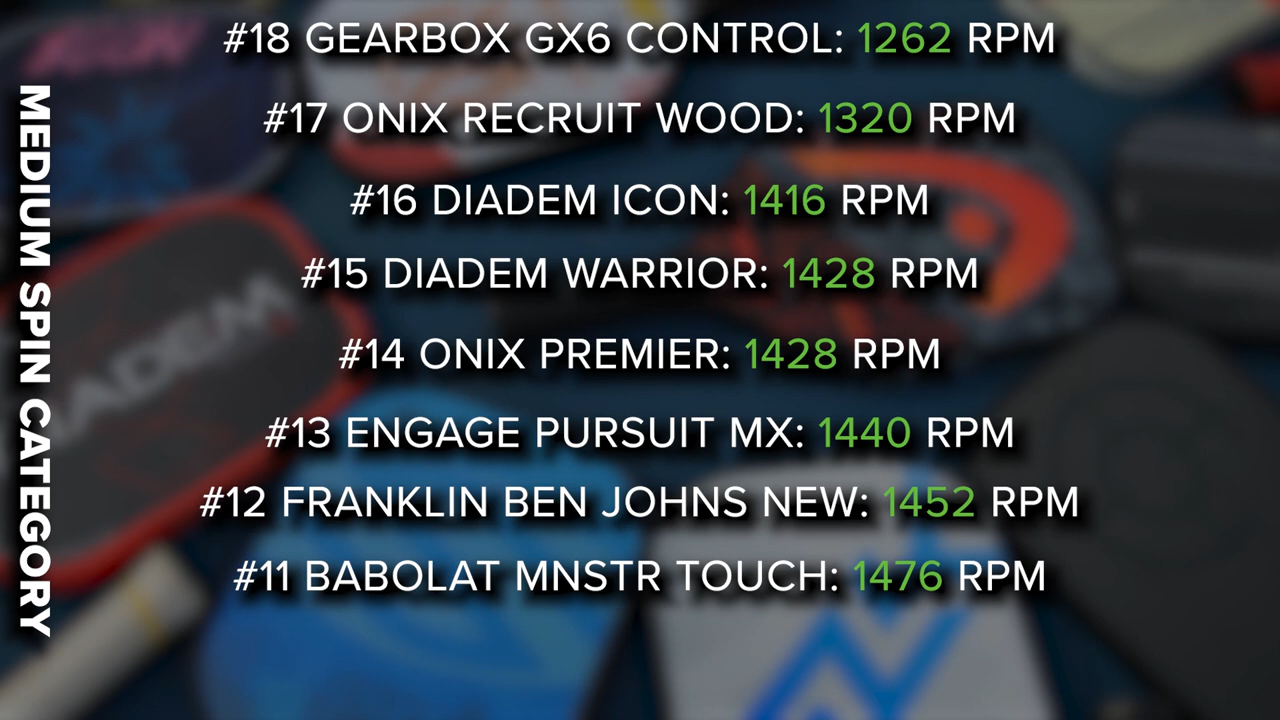 MEDIUM SPIN CATEGORY
#18 GEARBOX GX6 CONTROL: 1262 RPM
#17 ONIX RECRUIT WOOD: 1320 RPM
#16 DIADEM ICON: 1416 RPM
#15 DIADEM WARRIOR: 1428 RPM
#14 ONIX PREMIER: 1428 RPM
#13 ENGAGE PURSUIT MX: 1440 RPM
#12 FRANKLIN BEN JOHNS NEW: 1452 RPM
#11 BABOLAT MNSTR TOUCH: 1476 RPM